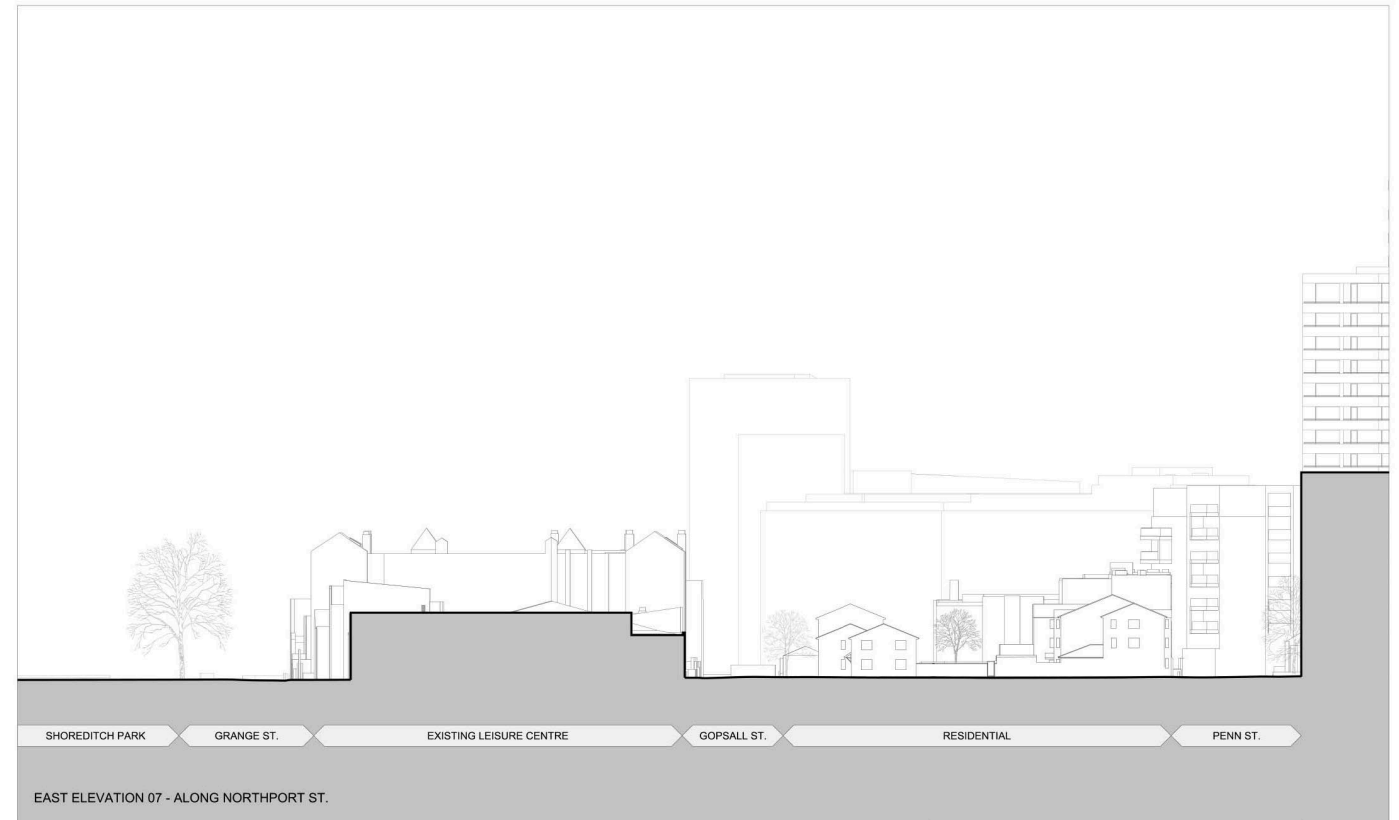 SHOREDITCH PARK
GRANGE ST.
EXISTING LEISURE CENTRE
GOPSALL ST.
RESIDENTIAL
PENN ST.
EAST ELEVATION 07 - ALONG NORTHPORT ST.